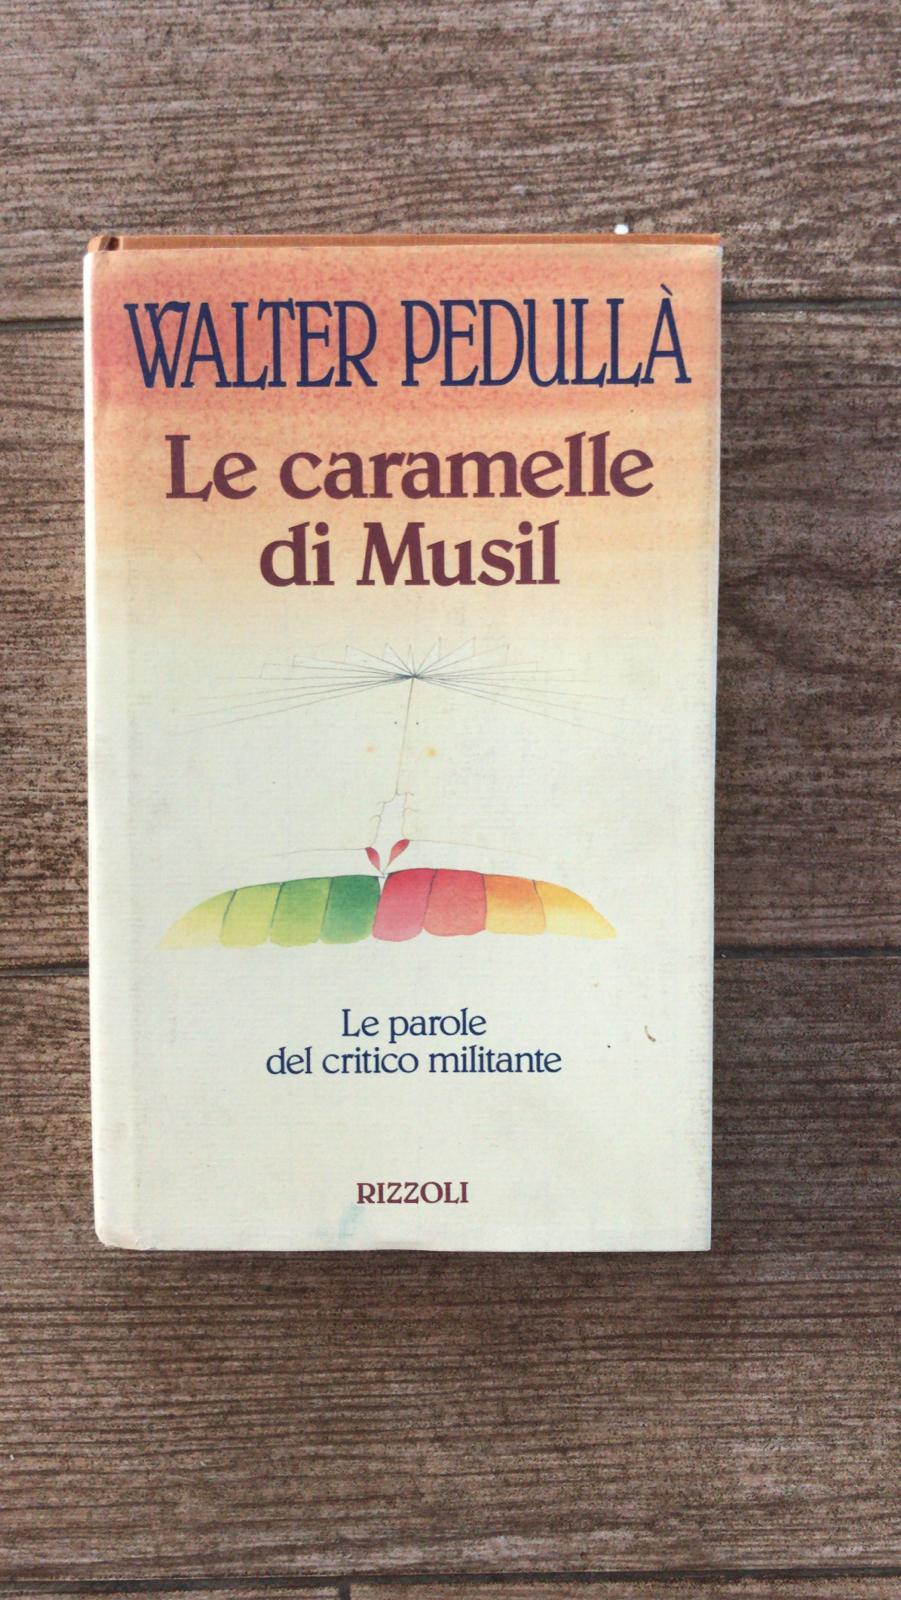 WALTER PEDULLÀ
Le caramelle
di Musil
Le parole
del critico militante
RIZZOLI